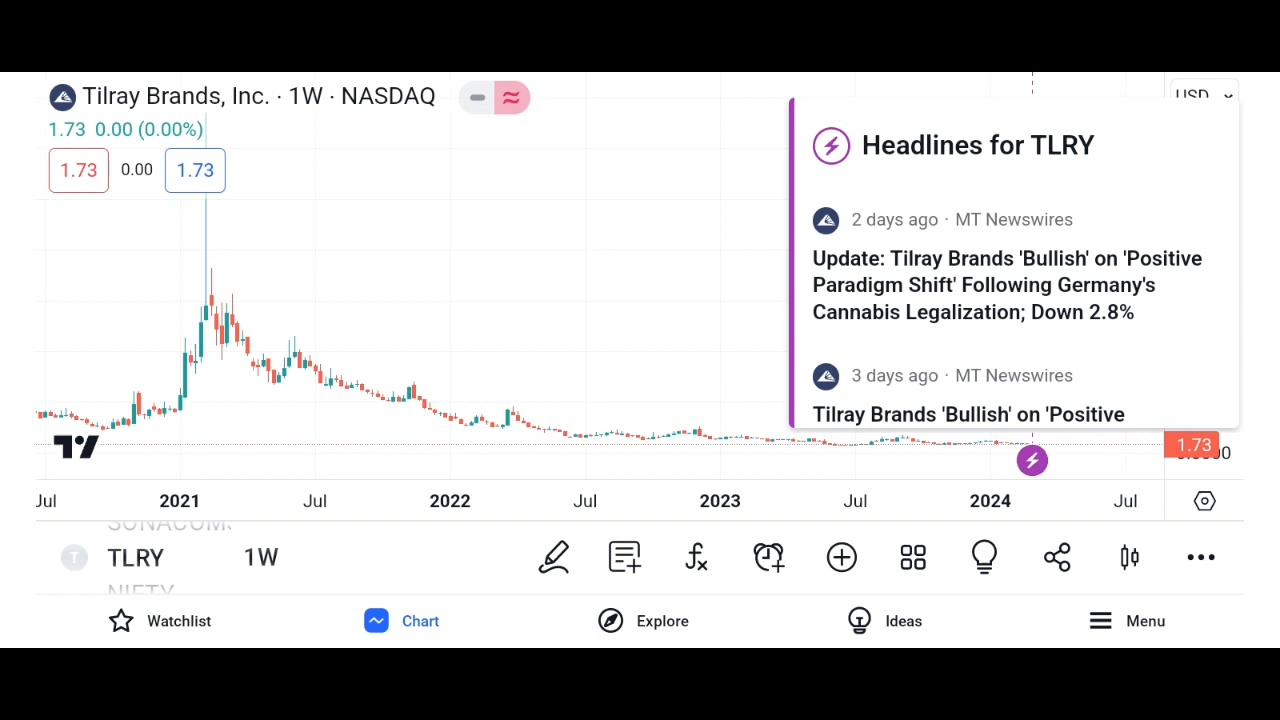 Tilray Brands, Inc. · 1W · NASDAQ
USD
1.73 0.00 (0.00%)
1.73 0.00 1.73
Headlines for TLRY
2 days ago · MT Newswires
Update: Tilray Brands 'Bullish' on 'Positive
Paradigm Shift' Following Germany's
Cannabis Legalization; Down 2.8%
3 days ago · MT Newswires
Tilray Brands 'Bullish' on 'Positive
1.73
Jul 2021 Jul 2022 Jul 2023 Jul 2024 Jul
T TLRY 1W
NIFTY
Watchlist Chart Explore Ideas Menu